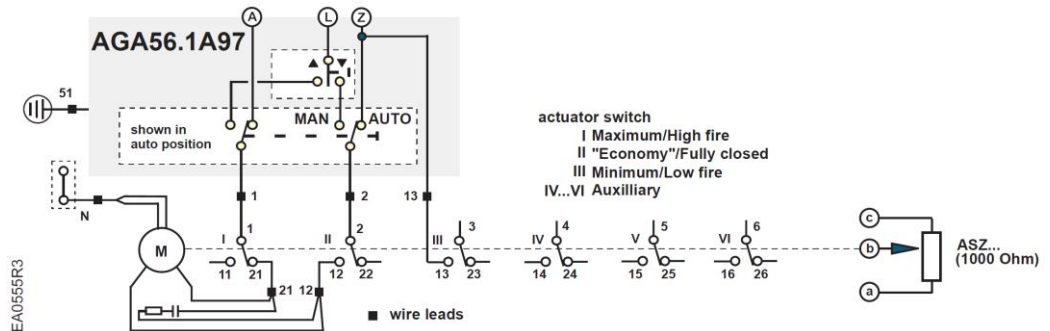 A L Z
AGA56.1A97
51
shown in
auto position
MAN AUTO
actuator switch
I Maximum/High fire
II "Economy"/Fully closed
III Minimum/Low fire
IV...VI Auxilliary
N
1 2 13
1 2 3 4 5 6
I II III IV V VI
M
11 21 12 22 13 23 14 24 15 25 16 26
c
b
a
ASZ...
(1000 Ohm)
21 12
wire leads
EA0555R3